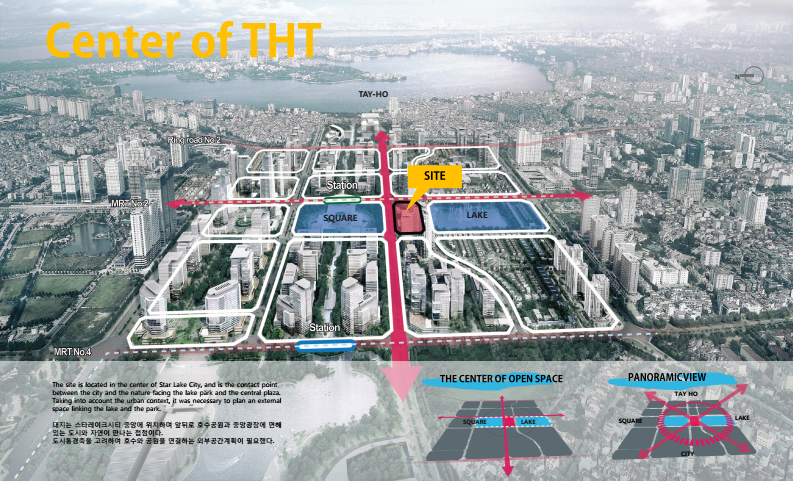 Center of THT
TAY-HO
N
Ring road No.2
SITE
Station
MRT No.2
SQUARE
LAKE
Station
MRT No.4
The site is located in the center of Star Lake City, and is the contact point
between the city and the nature facing the lake park and the central plaza.
Taking into account the urban context, it was necessary to plan an external
space linking the lake and the park.
대지는 스타레이크시티 중앙에 위치하며 앞뒤로 호수공원과 중앙광장에 면해
있는 도시와 자연이 만나는 접점이다.
도시통경축을 고려하여 호수와 공원을 연결하는 외부공간계획이 필요했다.
THE CENTER OF OPEN SPACE
SQUARE
LAKE
PANORAMIC VIEW
TAY HO
SQUARE
LAKE
CITY